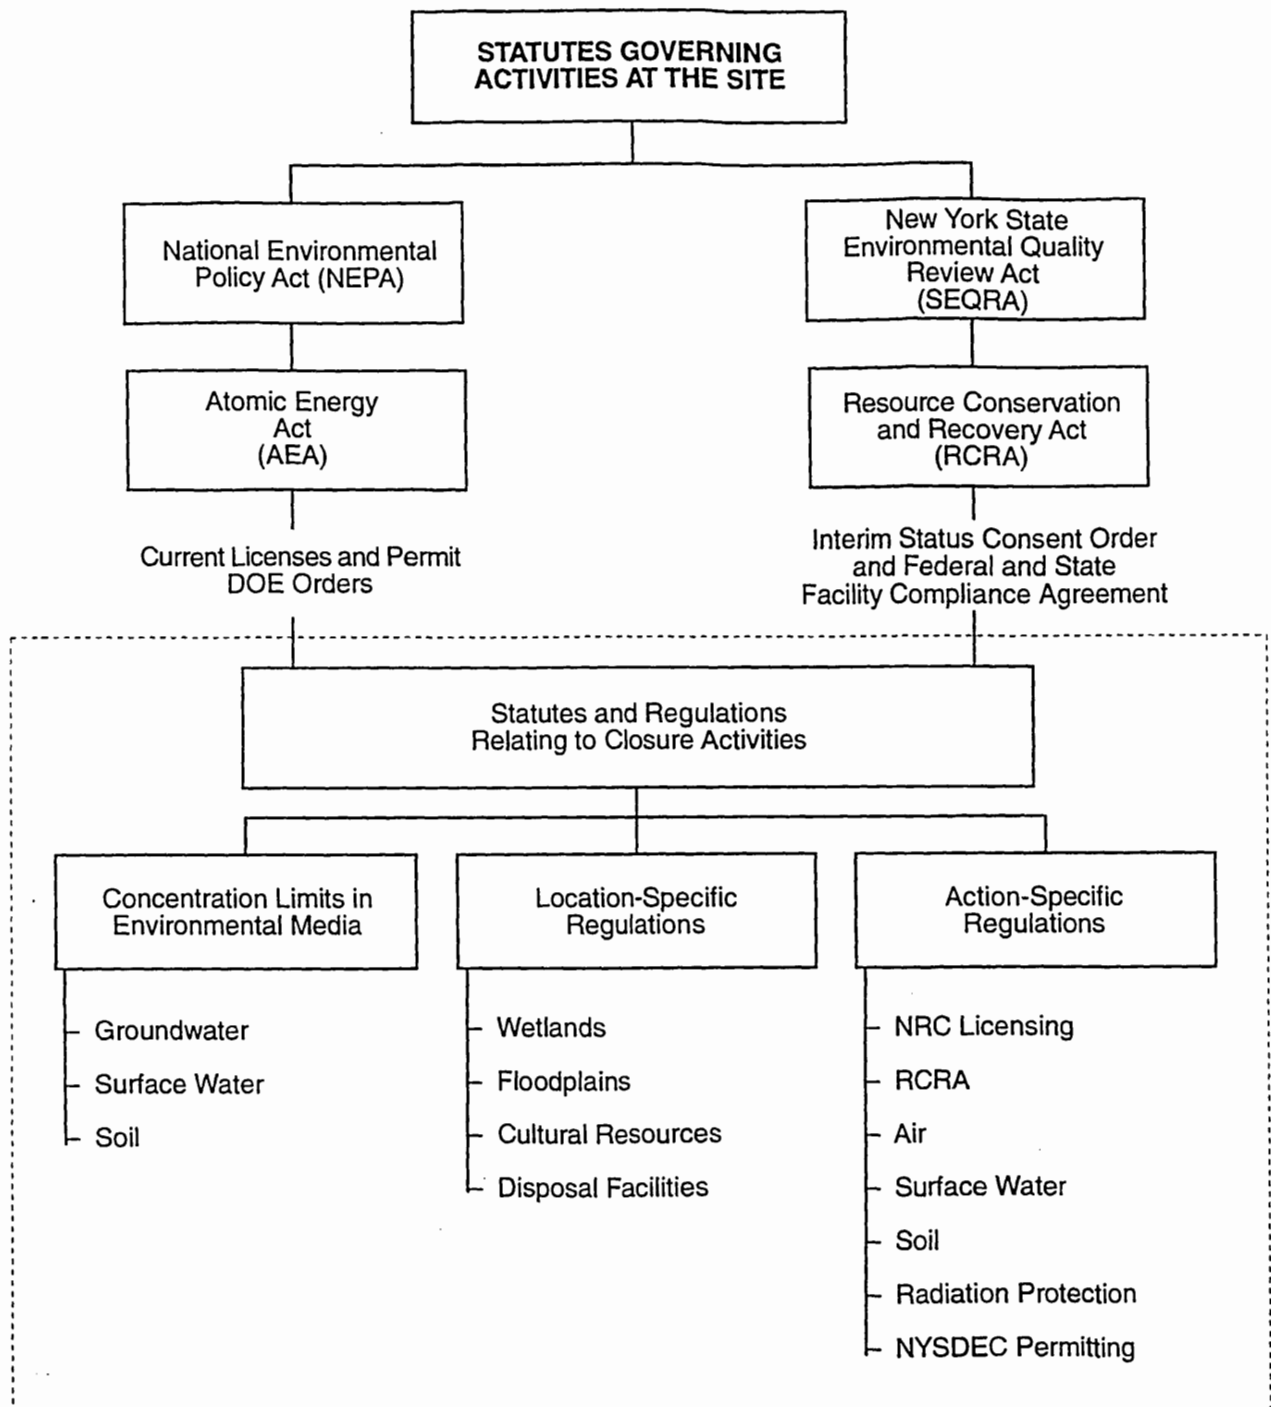 STATUTES GOVERNING
ACTIVITIES AT THE SITE
National Environmental
Policy Act (NEPA)
New York State
Environmental Quality
Review Act
(SEQRA)
Atomic Energy
Act
(AEA)
Resource Conservation
and Recovery Act
(RCRA)
Current Licenses and Permit
DOE Orders
Interim Status Consent Order
and Federal and State
Facility Compliance Agreement
Statutes and Regulations
Relating to Closure Activities
Concentration Limits in
Environmental Media
Groundwater
Surface Water
Soil
Location-Specific
Regulations
Wetlands
Floodplains
Cultural Resources
Disposal Facilities
Action-Specific
Regulations
NRC Licensing
RCRA
Air
Surface Water
Soil
Radiation Protection
NYSDEC Permitting